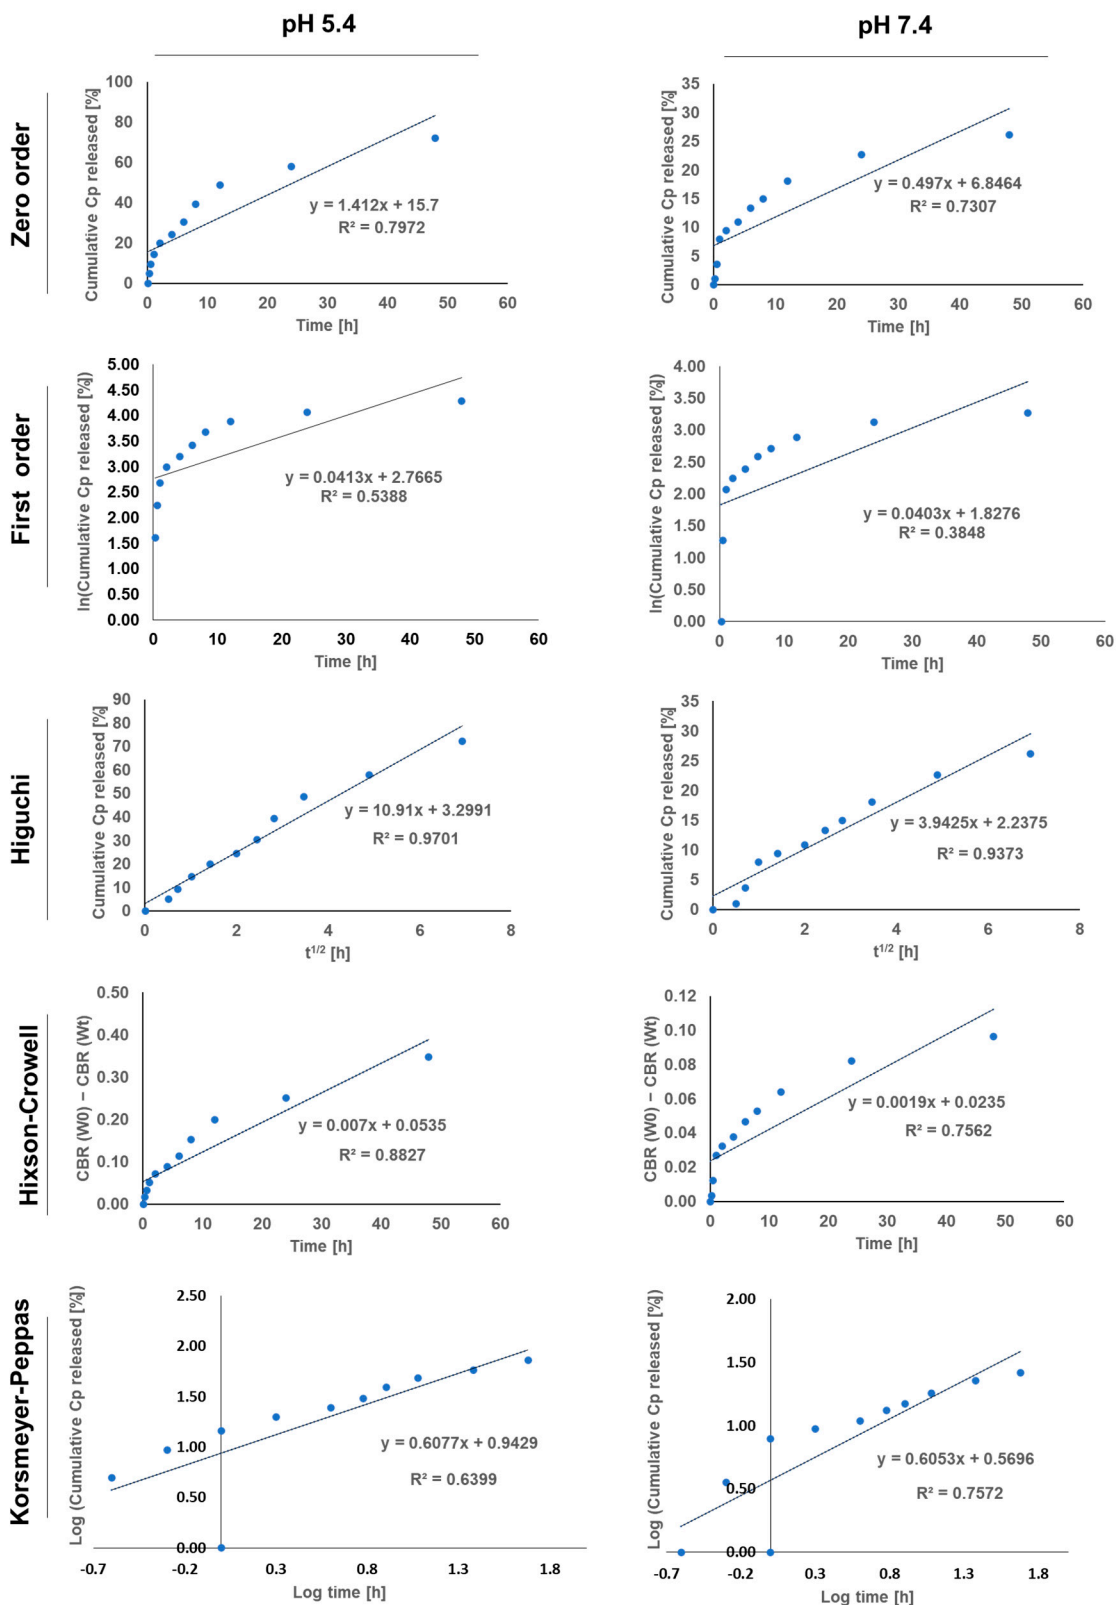 pH 5.4
pH 7.4
Zero order
Cumulative Cp released [%]
100
80
60
40
20
0
y = 1.412x + 15.7
R² = 0.7972
0 10 20 30 40 50 60
Time [h]
Cumulative Cp released [%]
35
30
25
20
15
10
5
0
y = 0.497x + 6.8464
R² = 0.7307
0 10 20 30 40 50 60
Time [h]
First order
ln(Cumulative Cp released [%])
5.00
4.50
4.00
3.50
3.00
2.50
2.00
1.50
1.00
0.50
0.00
y = 0.0413x + 2.7665
R² = 0.5388
0 10 20 30 40 50 60
Time [h]
ln(Cumulative Cp released [%])
4.00
3.50
3.00
2.50
2.00
1.50
1.00
0.50
0.00
y = 0.0403x + 1.8276
R² = 0.3848
0 10 20 30 40 50 60
Time [h]
Higuchi
Cumulative Cp released [%]
90
80
70
60
50
40
30
20
10
0
y = 10.91x + 3.2991
R² = 0.9701
0 2 4 6 8
t1/2 [h]
Cumulative Cp released [%]
35
30
25
20
15
10
5
0
y = 3.9425x + 2.2375
R² = 0.9373
0 2 4 6 8
t1/2 [h]
Hixson-Crowell
CBR (W0) – CBR (Wt)
0.50
0.40
0.30
0.20
0.10
0.00
y = 0.007x + 0.0535
R² = 0.8827
0 10 20 30 40 50 60
Time [h]
CBR (W0) – CBR (Wt)
0.12
0.10
0.08
0.06
0.04
0.02
0.00
y = 0.0019x + 0.0235
R² = 0.7562
0 10 20 30 40 50 60
Time [h]
Korsmeyer-Peppas
Log (Cumulative Cp released [%])
2.50
2.00
1.50
1.00
0.50
0.00
y = 0.6077x + 0.9429
R² = 0.6399
-0.7 -0.2 0.3 0.8 1.3 1.8
Log time [h]
Log (Cumulative Cp released [%])
2.00
1.50
1.00
0.50
0.00
y = 0.6053x + 0.5696
R² = 0.7572
-0.7 -0.2 0.3 0.8 1.3 1.8
Log time [h]